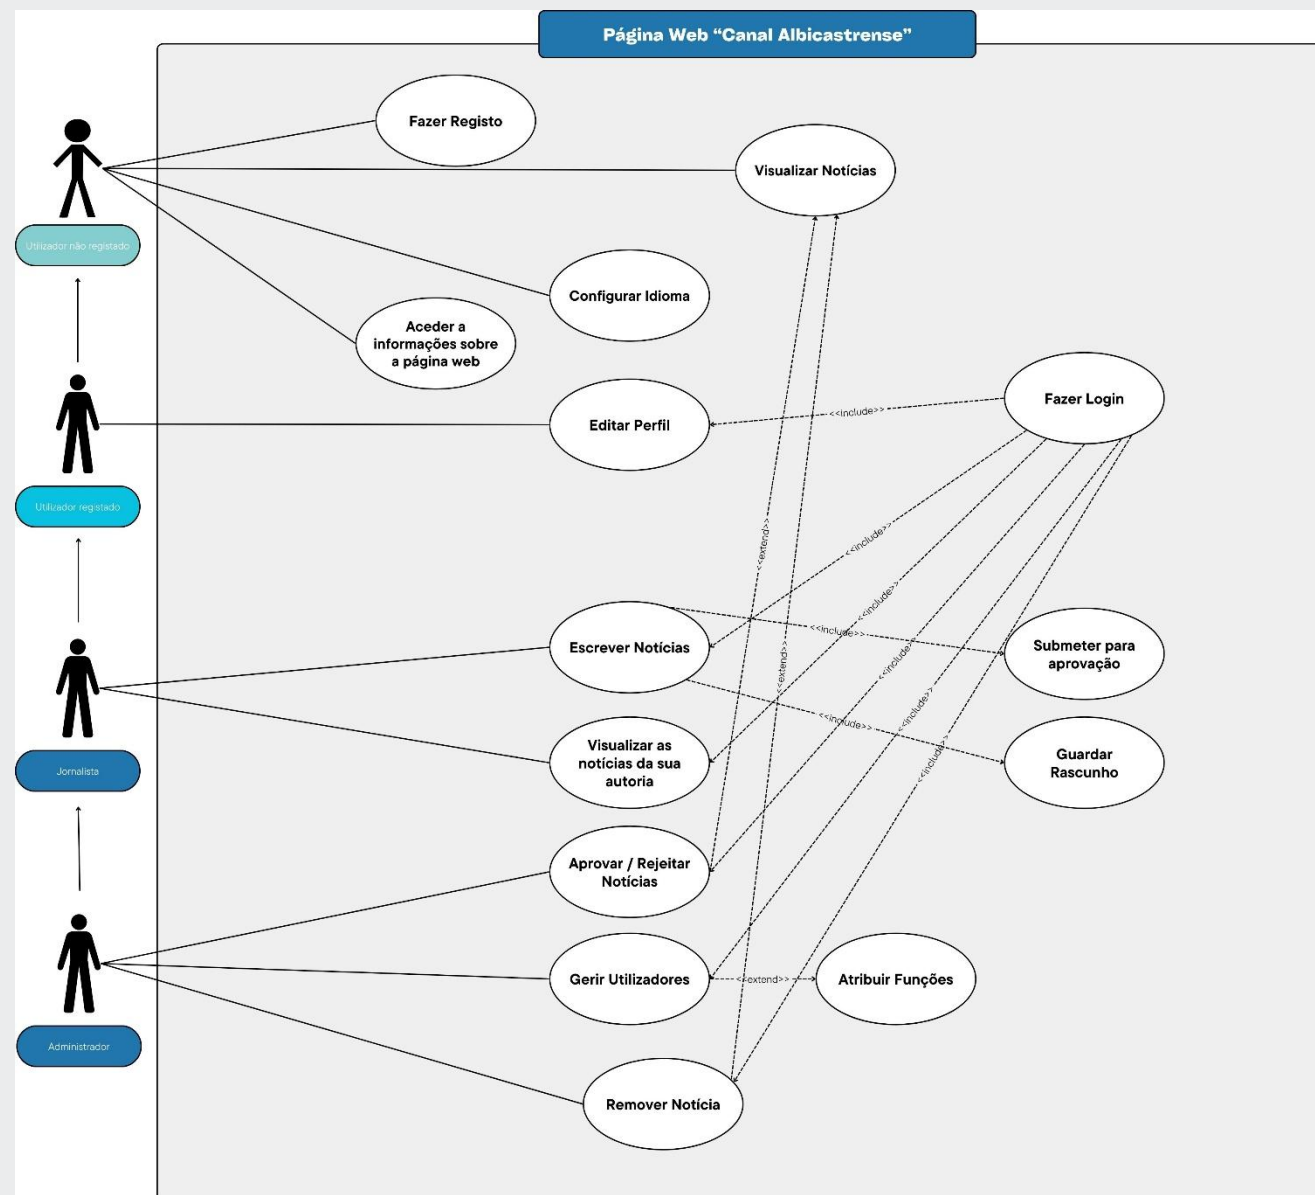 Página Web “Canal Albicastrense”
Fazer Registo
Visualizar Notícias
Utilizador não registado
Configurar Idioma
Aceder a
informações sobre
a página web
Fazer Login
<<include>>
Editar Perfil
Utilizador registado
<<extend>>
<<include>>
<<include>>
<<include>>
Escrever Notícias
<<include>>
Submeter para
aprovação
<<extend>>
<<include>>
<<include>>
<<include>>
Visualizar as
notícias da sua
autoria
Guardar
Rascunho
Jornalista
Aprovar / Rejeitar
Notícias
Gerir Utilizadores
<<extend>>
Atribuir Funções
Administrador
Remover Notícia